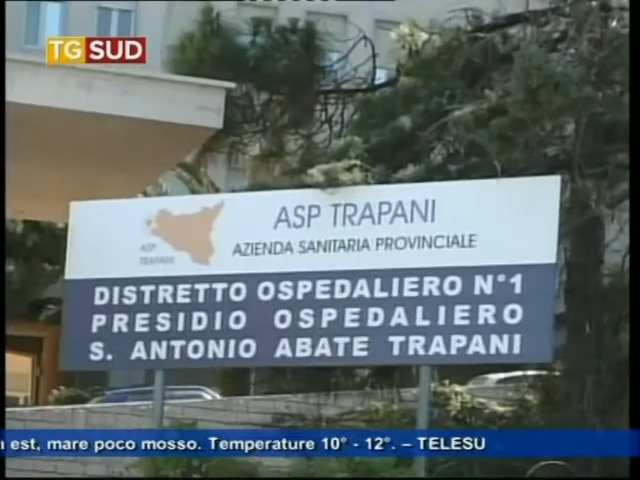 TG SUD
ASP TRAPANI
ASP
TRAPANI
AZIENDA SANITARIA PROVINCIALE
DISTRETTO OSPEDALIERO N°1
PRESIDIO OSPEDALIERO
S. ANTONIO ABATE TRAPANI
est, mare poco mosso. Temperature 10° - 12°. – TELESU